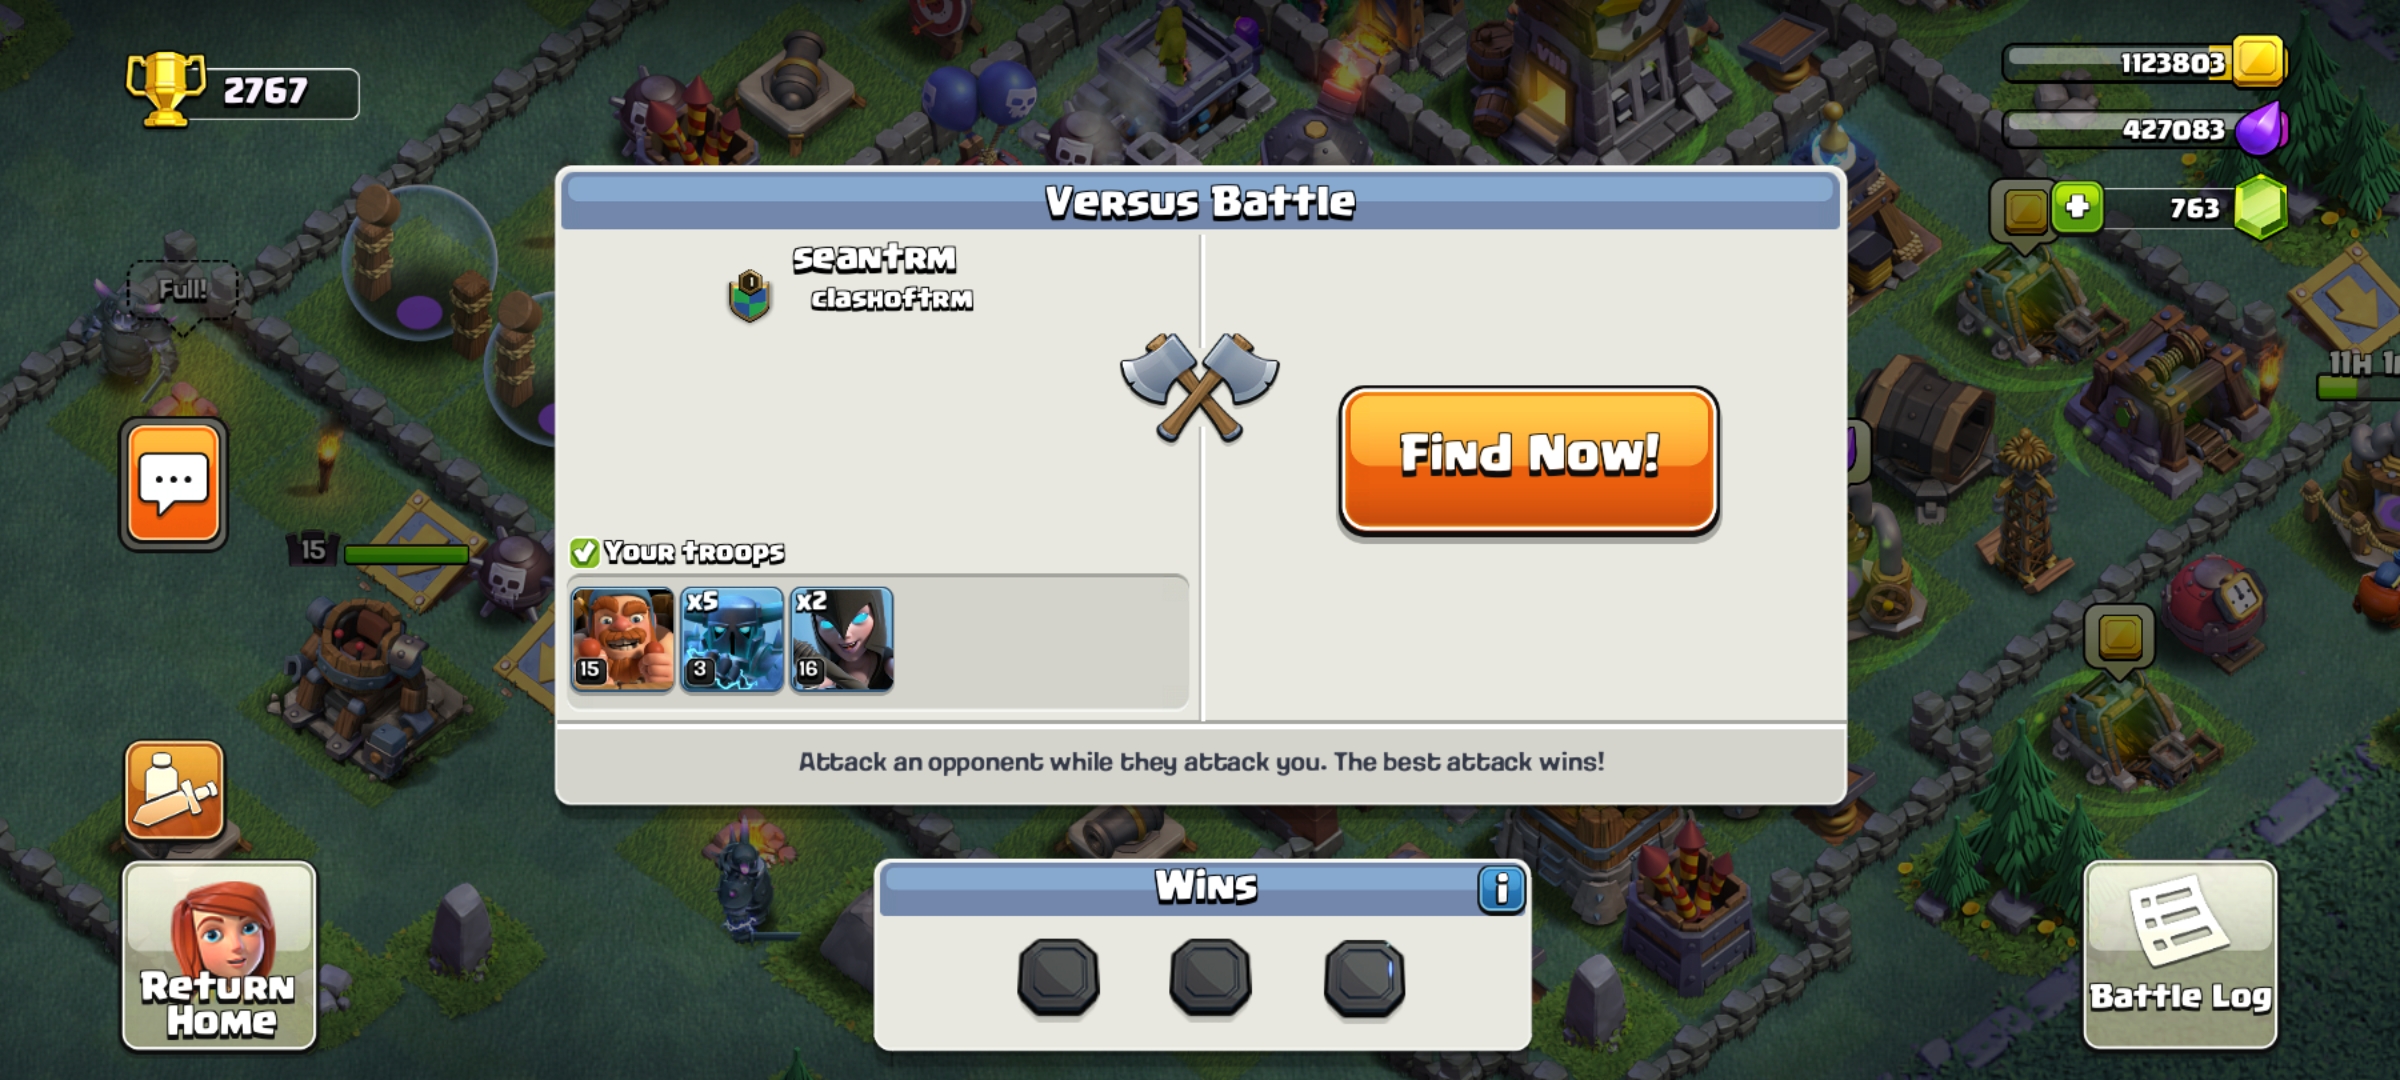 2767
1123803
427083
763
Full!
15
Versus Battle
seantrm
clashoftrm
Find Now!
Your troops
15
x5
3
x2
16
Attack an opponent while they attack you. The best attack wins!
Wins
i
Return
Home
Battle Log
11H